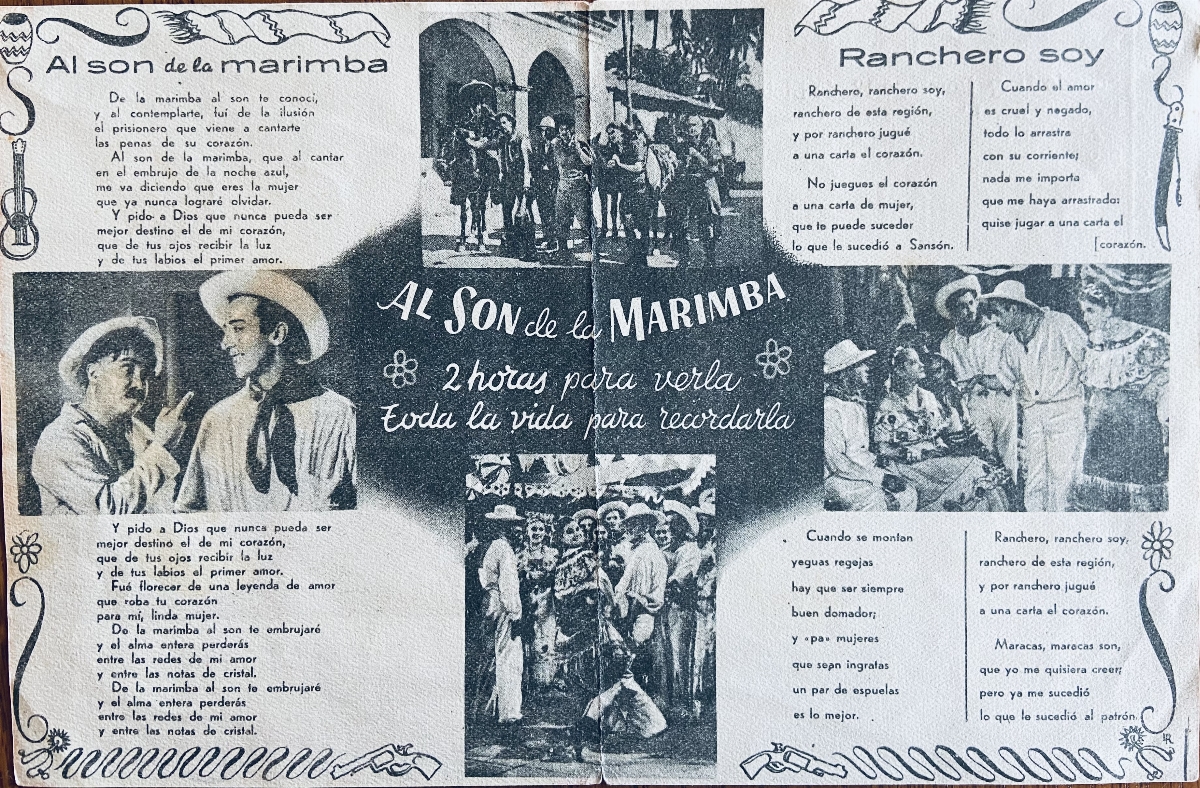 Al son de la marimba
De la marimba al son te conocí,
y al contemplarte, fuí de la ilusión
el prisionero que viene a cantarte
las penas de su corazón.
Al son de la marimba, que al cantar
en el embrujo de la noche azul,
me va diciendo que eres la mujer
que ya nunca lograré olvidar.
Y pido a Dios que nunca pueda ser
mejor destino el de mi corazón,
que de tus ojos recibir la luz
y de tus labios el primer amor.
Y pido a Dios que nunca pueda ser
mejor destino el de mi corazón,
que de tus ojos recibir la luz
y de tus labios el primer amor.
Fué florecer de una leyenda de amor
que roba tu corazón
para mí, linda mujer.
De la marimba al son te embrujaré
y el alma entera perderás
entre las redes de mi amor
y entre las notas de cristal.
De la marimba al son te embrujaré
y el alma entera perderás
entre las redes de mi amor
y entre las notas de cristal.
AL SON de la MARIMBA
2 horas para verla
Toda la vida para recordarla
Ranchero soy
Ranchero, ranchero soy,
ranchero de esta región,
y por ranchero jugué
a una carta el corazón.
No juegues el corazón
a una carta de mujer,
que te puede suceder
lo que le sucedió a Sansón.
Cuando el amor
es cruel y negado,
todo lo arrastra
con su corriente;
nada me importa
que me haya arrastrado:
quise jugar a una carta el
[corazón.
Cuando se montan
yeguas regejas
hay que ser siempre
buen domador;
y «pa» mujeres
que sean ingratas
un par de espuelas
es lo mejor.
Ranchero, ranchero soy,
ranchero de esta región,
y por ranchero jugué
a una carta el corazón.
Maracas, maracas son,
que yo me quisiera creer;
pero ya me sucedió
lo que le sucedió al patrón.